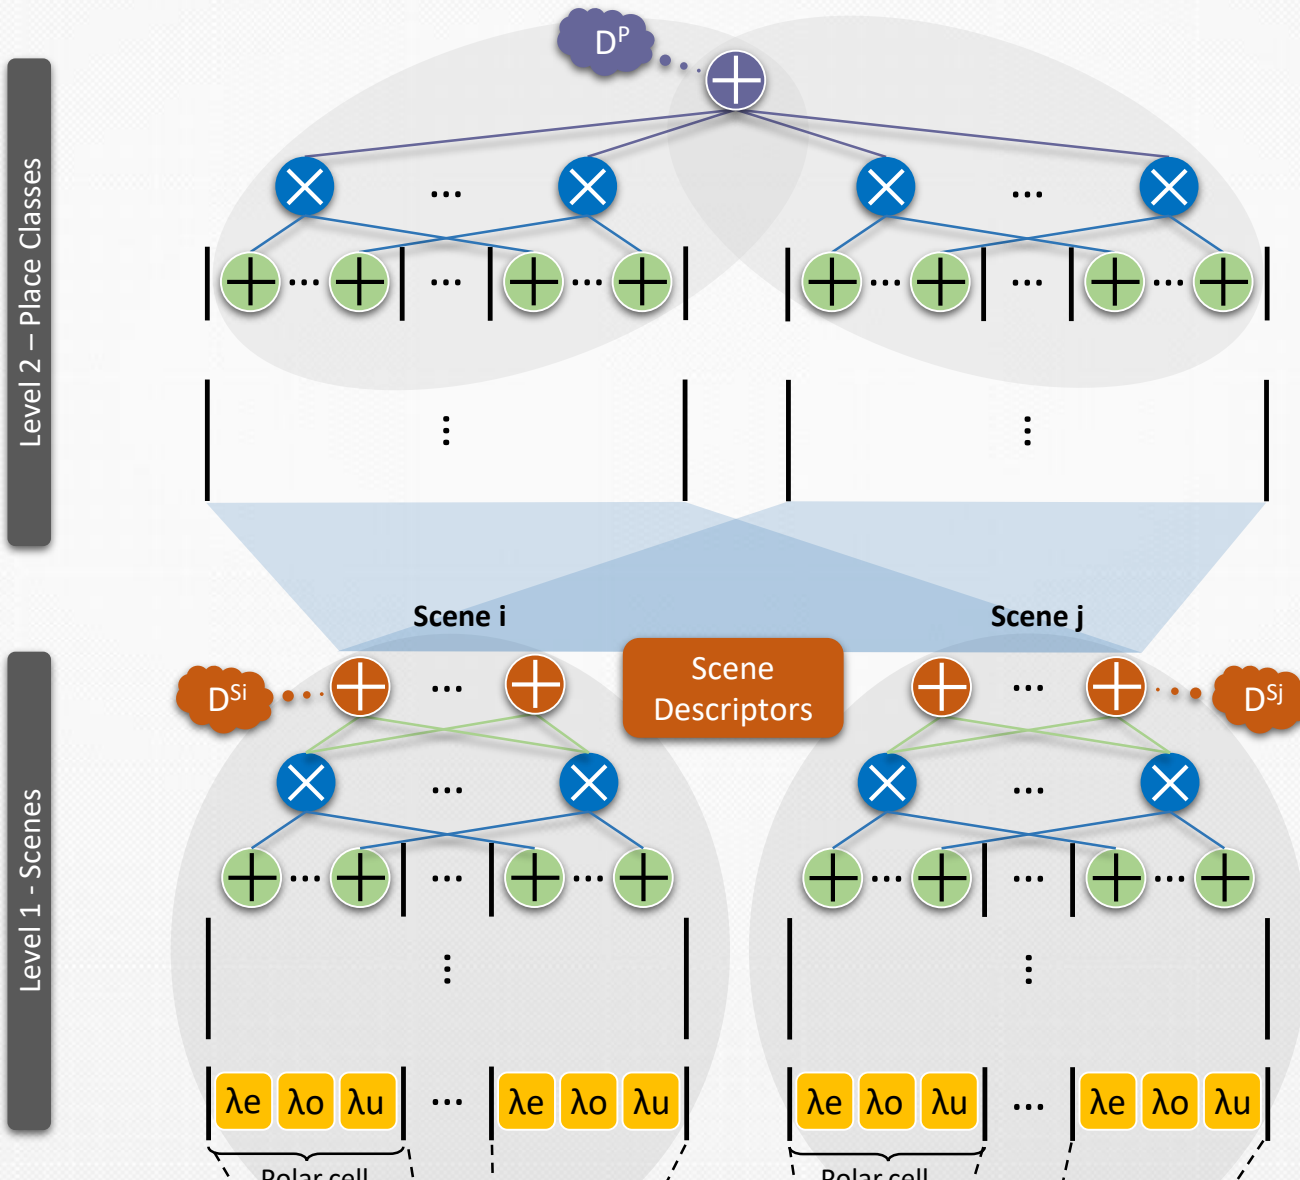 D^P
Level 2 – Place Classes
...
...
... ... ...
... ... ...
Scene i
Scene j
Scene
Descriptors
D^Si
D^Sj
...
...
Level 1 - Scenes
...
...
... ... ...
... ... ...
λe λo λu ... λe λo λu
λe λo λu ... λe λo λu
Polar cell
Polar cell